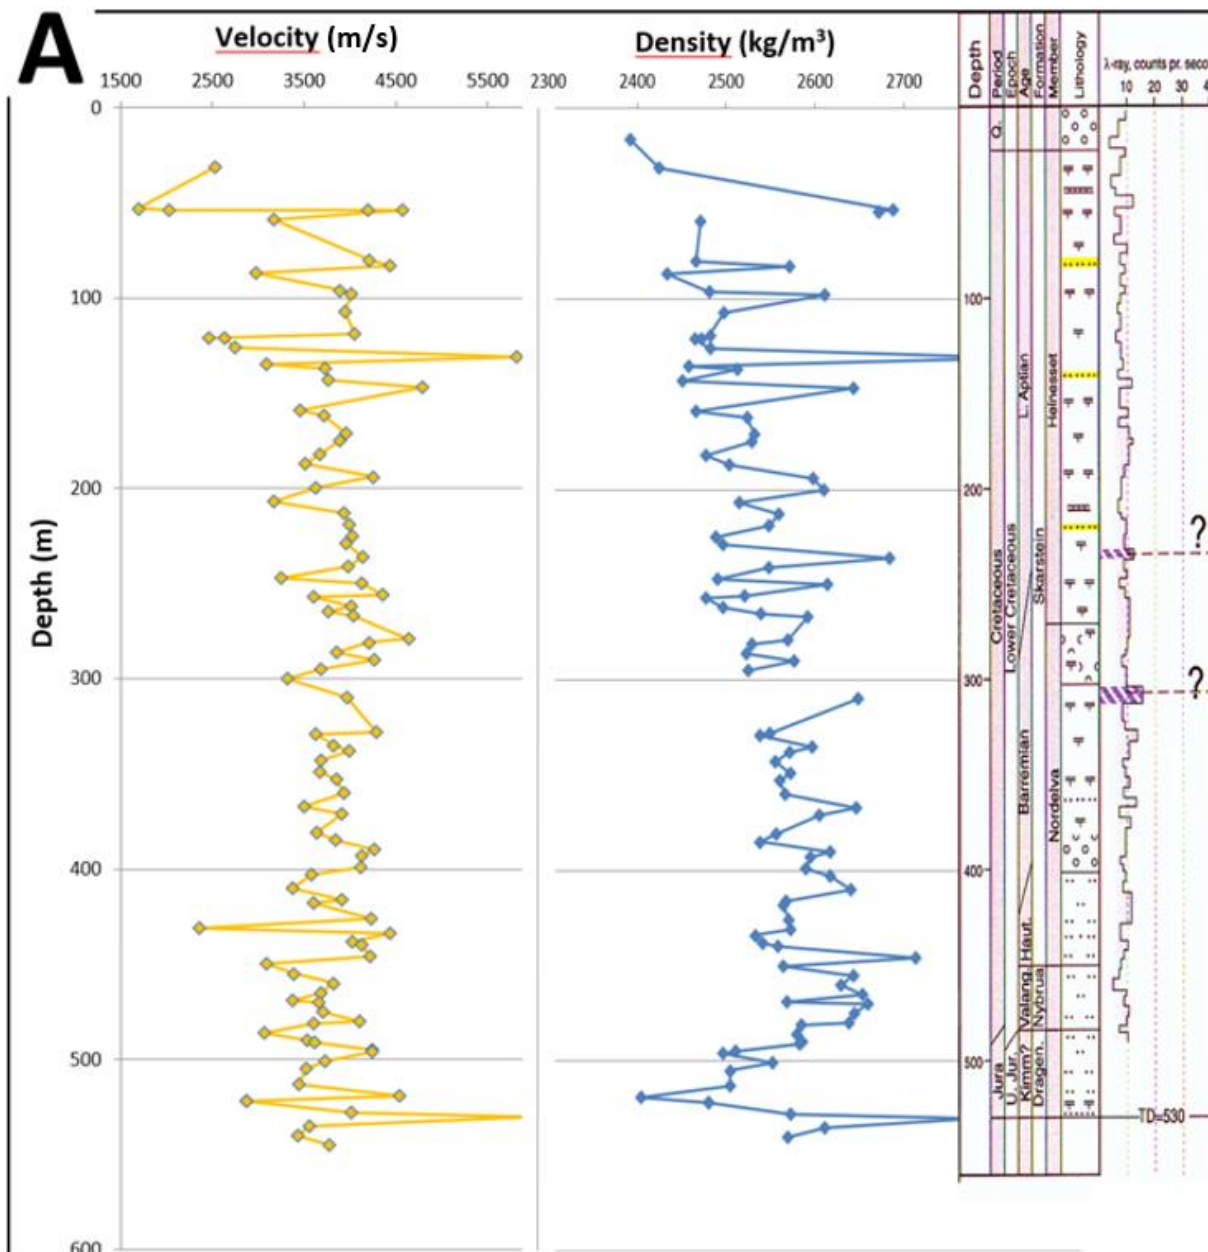 A
Velocity (m/s)
Density (kg/m³)
1500 2500 3500 4500 5500
2300 2400 2500 2600 2700
Depth
Period
Epoch
Age
Formation
Member
Lithology
λ-ray, counts pr. seco
10 20 30 4
0
100
200
300
400
500
600
Depth (m)
100
200
300
400
500
Q.
Cretaceous
Lower Cretaceous
L. Aptian
Barremian
Haut.
Valang.
Kimm?
Jura
U. Jur.
Skarstein
Nybrua
Dragen.
Helnesset
Nordelva
?
?
TD=530